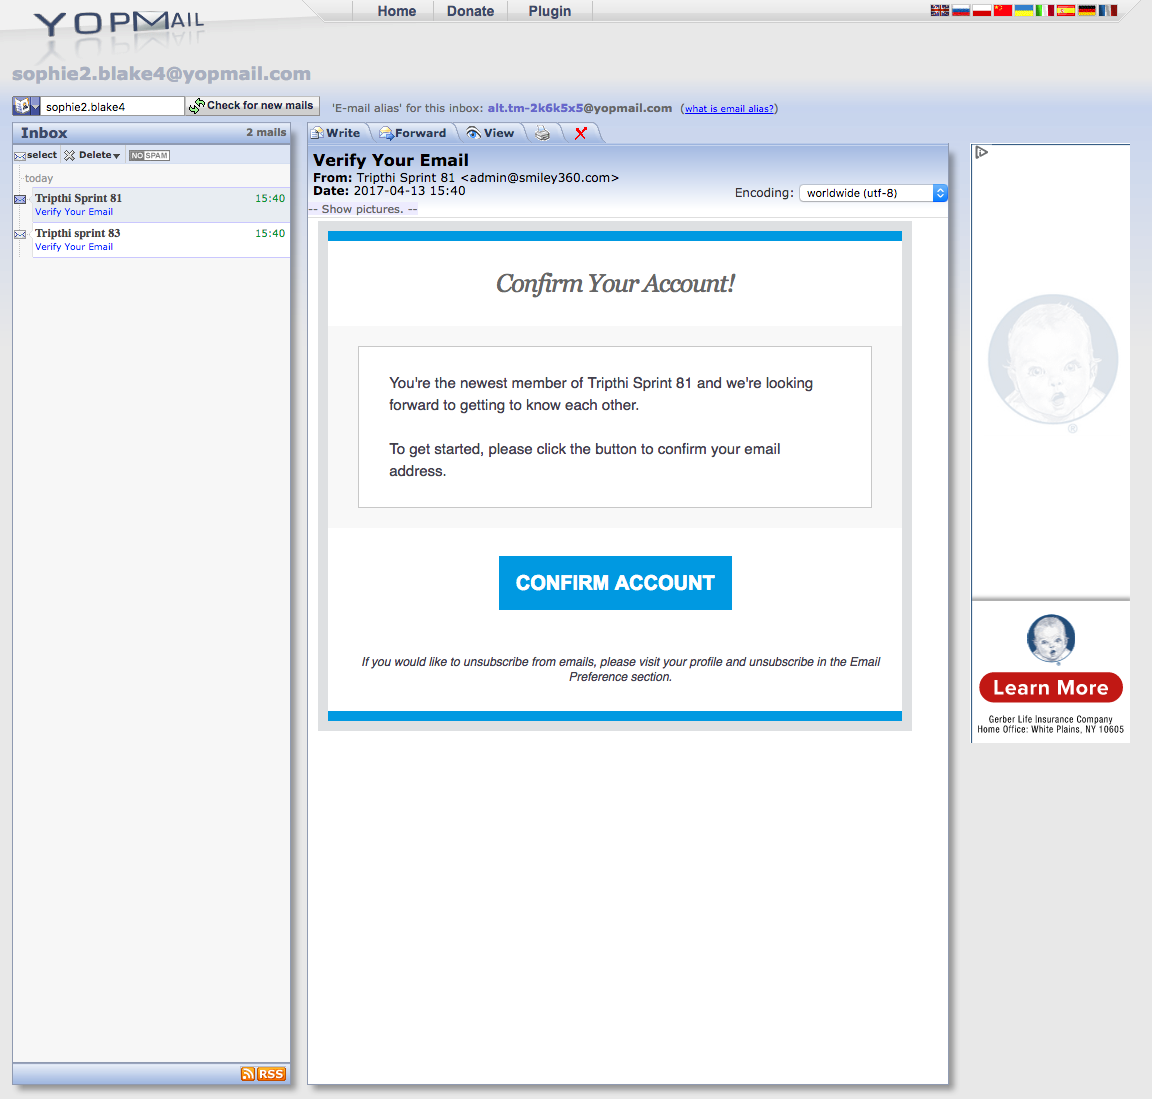 YOPMAIL
Home Donate Plugin
sophie2.blake4@yopmail.com
sophie2.blake4 Check for new mails 'E-mail alias' for this inbox: alt.tm-2k6k5x5@yopmail.com (what is email alias?)
Inbox 2 mails
select Delete NO SPAM
today
Tripthi Sprint 81 15:40
Verify Your Email
Tripthi sprint 83 15:40
Verify Your Email
RSS
Write Forward View
Verify Your Email
From: Tripthi Sprint 81 <admin@smiley360.com>
Date: 2017-04-13 15:40
Encoding: worldwide (utf-8)
-- Show pictures. --
Confirm Your Account!
You're the newest member of Tripthi Sprint 81 and we're looking
forward to getting to know each other.
To get started, please click the button to confirm your email
address.
CONFIRM ACCOUNT
If you would like to unsubscribe from emails, please visit your profile and unsubscribe in the Email
Preference section.
®
Learn More
Gerber Life Insurance Company
Home Office: White Plains, NY 10605